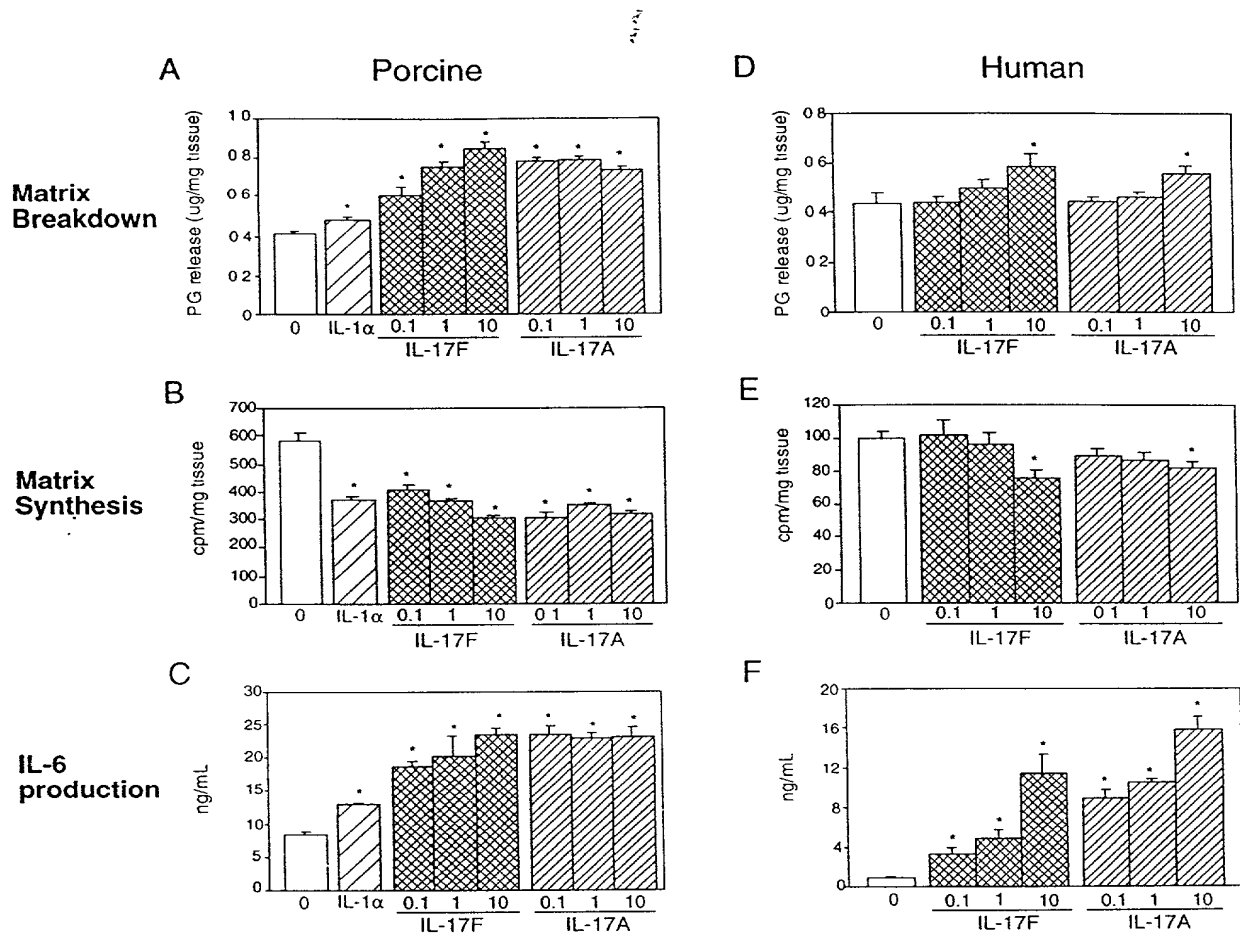 A
Porcine
D
Human
Matrix
Breakdown
PG release (ug/mg tissue)
1 0
0.8
0.6
0.4
0.2
0
0
IL-1α
0.1
1
10
0.1
1
10
IL-17F
IL-17A
PG release (ug/mg tissue)
0 8
0.6
0.4
0 2
0
0
0.1
1
10
0.1
1
10
IL-17F
IL-17A
Matrix
Synthesis
B
cpm/mg tissue
700
600
500
400
300
200
100
0
0
IL-1α
0.1
1
10
0 1
1
10
IL-17F
IL-17A
E
cpm/mg tissue
120
100
80
60
40
20
0
0
0.1
1
10
0 1
1
10
IL-17F
IL-17A
IL-6
production
C
ng/mL
30
25
20
15
10
5
0
0
IL-1α
0.1
1
10
0.1
1
10
IL-17F
IL-17A
F
ng/mL
20
16
12
8
4
0
0
0.1
1
10
0.1
1
10
IL-17F
IL-17A